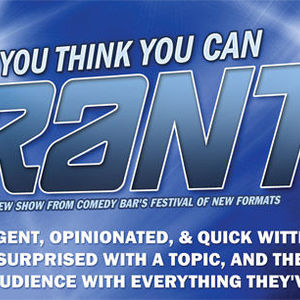 YOU THINK YOU CAN
RANT
EW SHOW FROM COMEDY BAR'S FESTIVAL OF NEW FORMATS
GENT, OPINIONATED, & QUICK WITT
SURPRISED WITH A TOPIC, AND THE
UDIENCE WITH EVERYTHING THEY'